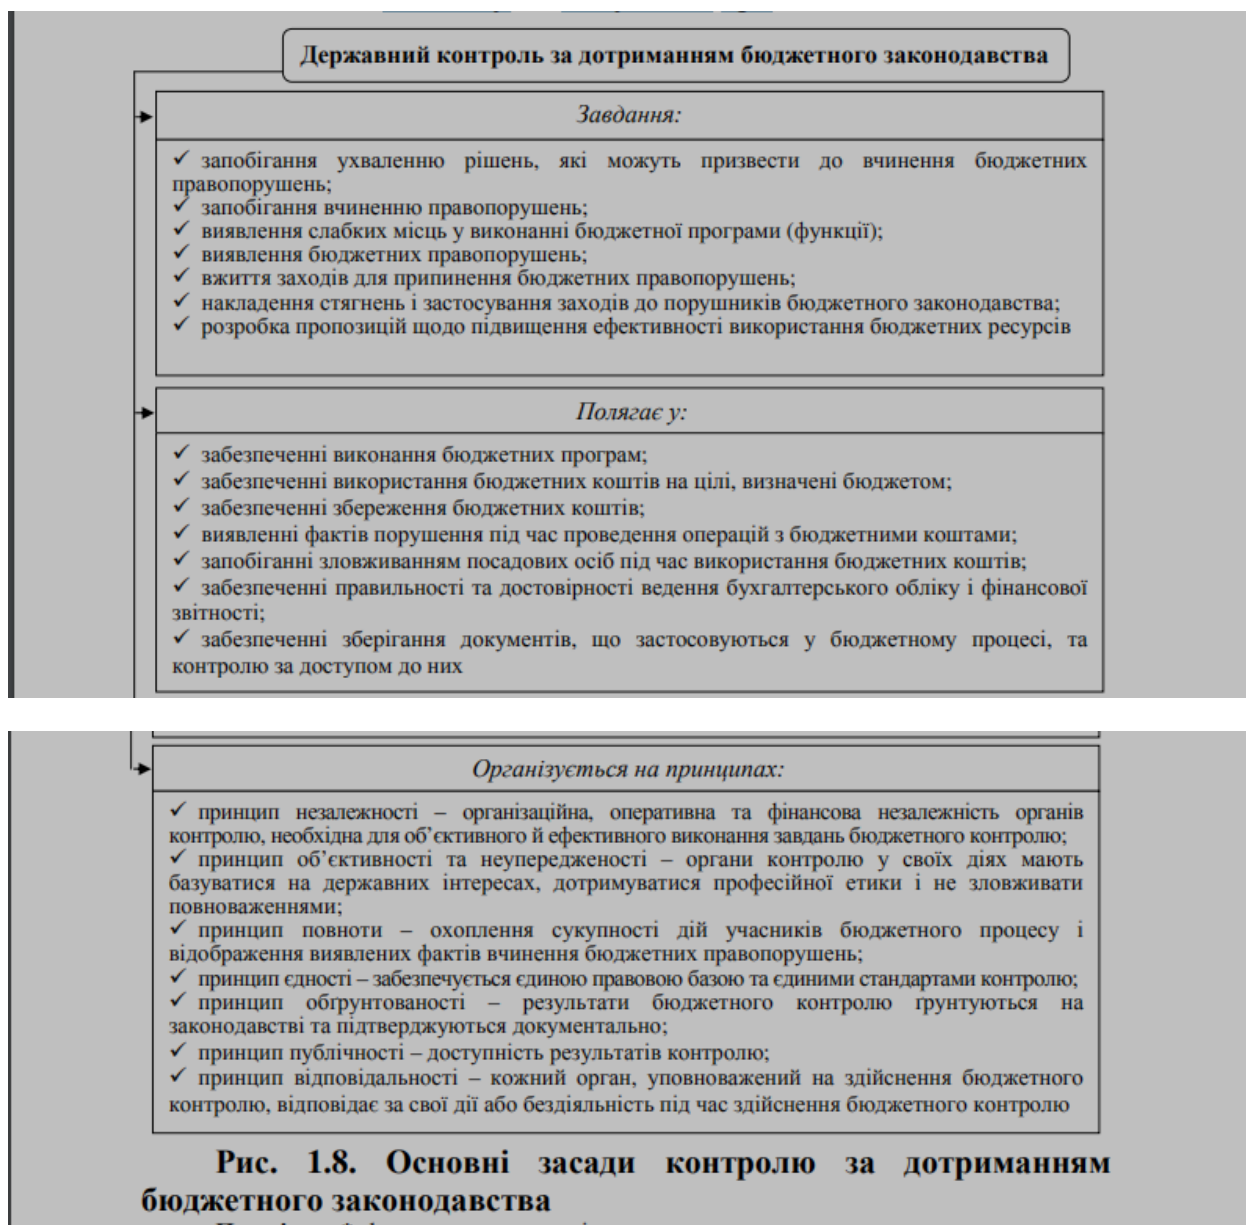 Державний контроль за дотриманням бюджетного законодавства
Завдання:
✓ запобігання ухваленню рішень, які можуть призвести до вчинення бюджетних
правопорушень;
✓ запобігання вчиненню правопорушень;
✓ виявлення слабких місць у виконанні бюджетної програми (функції);
✓ виявлення бюджетних правопорушень;
✓ вжиття заходів для припинення бюджетних правопорушень;
✓ накладення стягнень і застосування заходів до порушників бюджетного законодавства;
✓ розробка пропозицій щодо підвищення ефективності використання бюджетних ресурсів
Полягає у:
✓ забезпеченні виконання бюджетних програм;
✓ забезпеченні використання бюджетних коштів на цілі, визначені бюджетом;
✓ забезпеченні збереження бюджетних коштів;
✓ виявленні фактів порушення під час проведення операцій з бюджетними коштами;
✓ запобіганні зловживанням посадових осіб під час використання бюджетних коштів;
✓ забезпеченні правильності та достовірності ведення бухгалтерського обліку і фінансової
звітності;
✓ забезпеченні зберігання документів, що застосовуються у бюджетному процесі, та
контролю за доступом до них
Організується на принципах:
✓ принцип незалежності – організаційна, оперативна та фінансова незалежність органів
контролю, необхідна для об’єктивного й ефективного виконання завдань бюджетного контролю;
✓ принцип об’єктивності та неупередженості – органи контролю у своїх діях мають
базуватися на державних інтересах, дотримуватися професійної етики і не зловживати
повноваженнями;
✓ принцип повноти – охоплення сукупності дій учасників бюджетного процесу і
відображення виявлених фактів вчинення бюджетних правопорушень;
✓ принцип єдності – забезпечується єдиною правовою базою та єдиними стандартами контролю;
✓ принцип обґрунтованості – результати бюджетного контролю ґрунтуються на
законодавстві та підтверджуються документально;
✓ принцип публічності – доступність результатів контролю;
✓ принцип відповідальності – кожний орган, уповноважений на здійснення бюджетного
контролю, відповідає за свої дії або бездіяльність під час здійснення бюджетного контролю
Рис. 1.8. Основні засади контролю за дотриманням
бюджетного законодавства